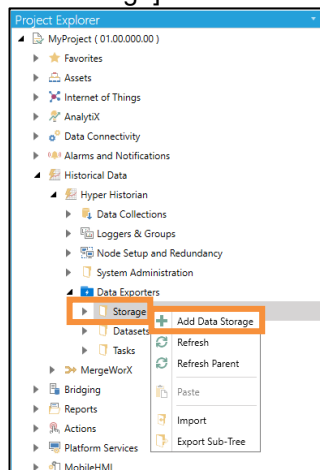 Project Explorer
MyProject ( 01.00.000.00 )
Favorites
Assets
Internet of Things
AnalytiX
Data Connectivity
Alarms and Notifications
Historical Data
Hyper Historian
Data Collections
Loggers & Groups
Node Setup and Redundancy
System Administration
Data Exporters
Storage
Add Data Storage
Datasets
Refresh
Tasks
Refresh Parent
MergeWorX
Bridging
Paste
Reports
Actions
Import
Platform Services
Export Sub-Tree
MobileHMI